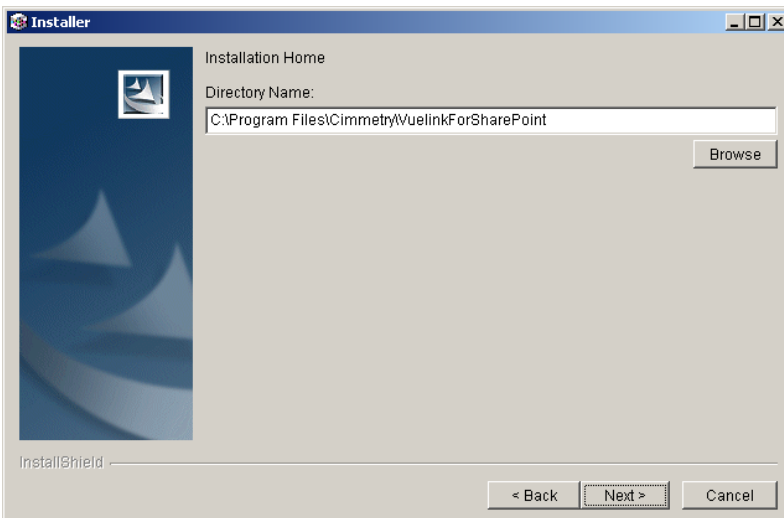 Installer
Installation Home
Directory Name:
C:\Program Files\Cimmetry\VuelinkForSharePoint
Browse
InstallShield
< Back Next > Cancel